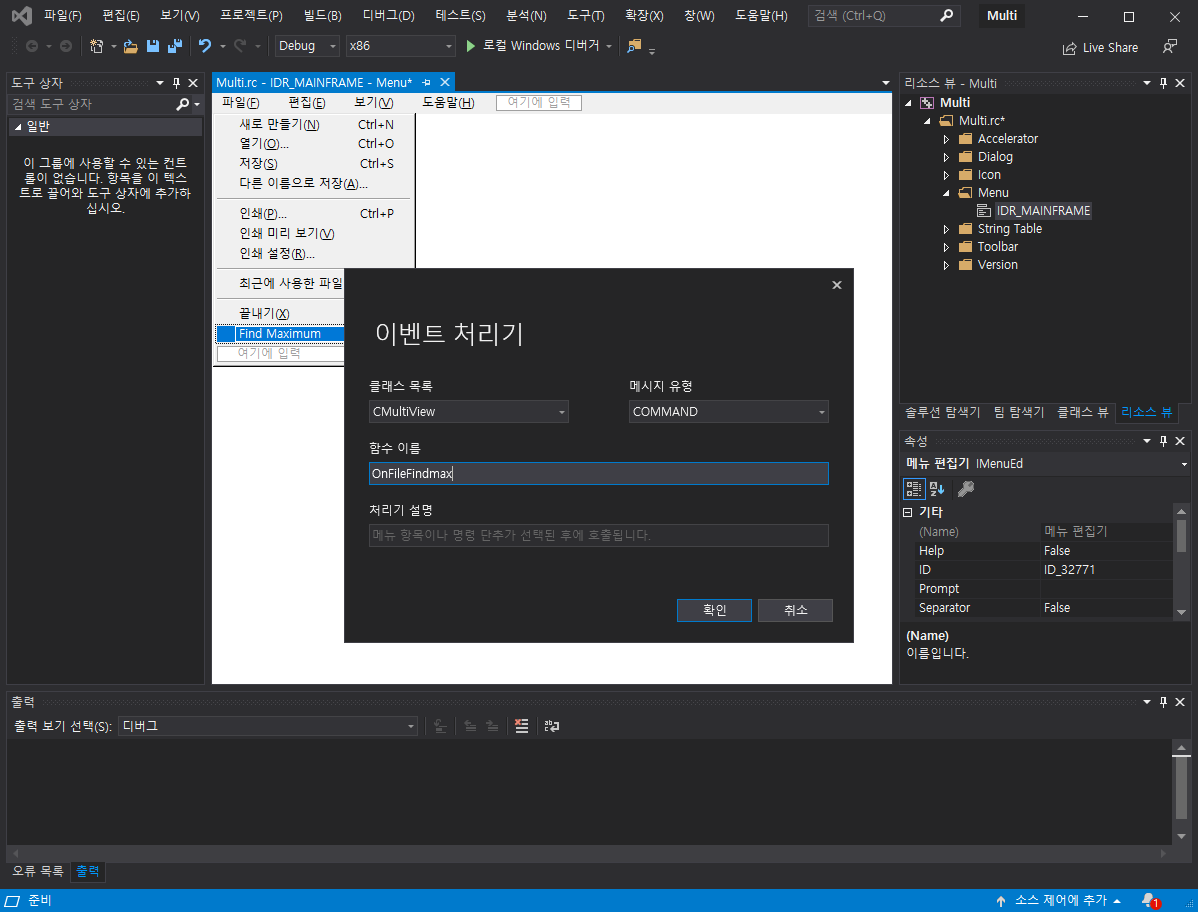 파일(F) 편집(E) 보기(V) 프로젝트(P) 빌드(B) 디버그(D) 테스트(S) 분석(N) 도구(T) 확장(X) 창(W) 도움말(H) 검색 (Ctrl+Q) Multi
Debug x86 로컬 Windows 디버거 Live Share
도구 상자
검색 도구 상자
일반
이 그룹에 사용할 수 있는 컨트
롤이 없습니다. 항목을 이 텍스
트로 끌어와 도구 상자에 추가하
십시오.
Multi.rc - IDR_MAINFRAME - Menu*
파일(F) 편집(E) 보기(V) 도움말(H) 여기에 입력
새로 만들기(N) Ctrl+N
열기(O)... Ctrl+O
저장(S) Ctrl+S
다른 이름으로 저장(A)...
인쇄(P)... Ctrl+P
인쇄 미리 보기(V)
인쇄 설정(R)...
최근에 사용한 파일
끝내기(X)
Find Maximum
여기에 입력
이벤트 처리기
클래스 목록 메시지 유형
CMultiView COMMAND
함수 이름
OnFileFindmax
처리기 설명
메뉴 항목이나 명령 단추가 선택된 후에 호출됩니다.
확인 취소
리소스 뷰 - Multi
Multi
Multi.rc*
Accelerator
Dialog
Icon
Menu
IDR_MAINFRAME
String Table
Toolbar
Version
솔루션 탐색기 팀 탐색기 클래스 뷰 리소스 뷰
속성
메뉴 편집기 IMenuEd
기타
(Name) 메뉴 편집기
Help False
ID ID_32771
Prompt
Separator False
(Name)
이름입니다.
출력
출력 보기 선택(S): 디버그
오류 목록 출력
준비 소스 제어에 추가 1